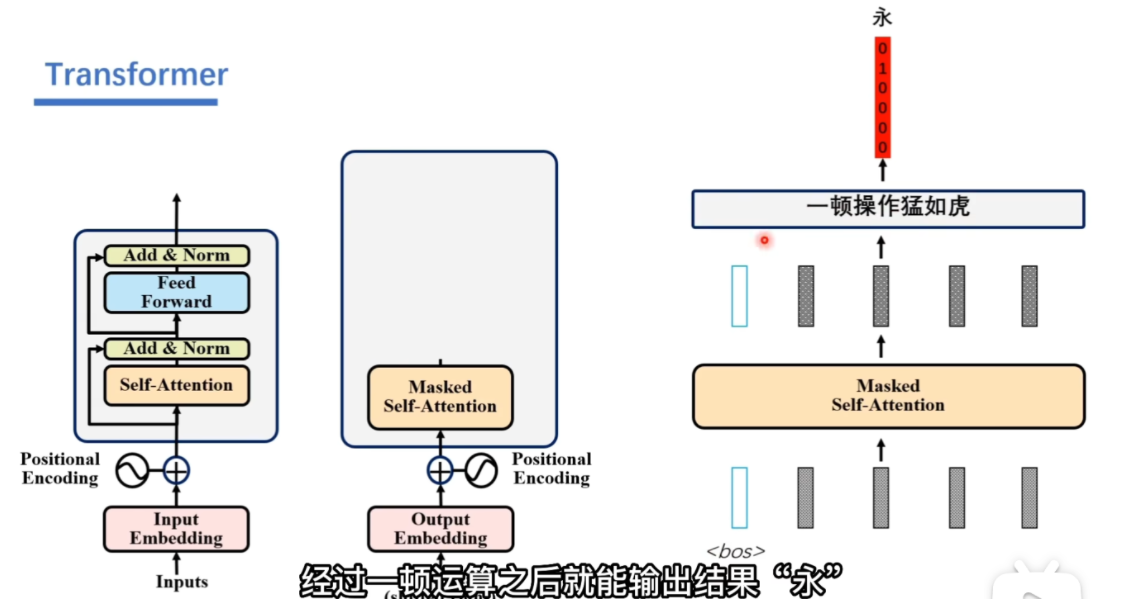 Transformer
Add & Norm
Feed
Forward
Add & Norm
Self-Attention
Positional
Encoding
Input
Embedding
Inputs
Masked
Self-Attention
Positional
Encoding
Output
Embedding
永
0
1
0
0
0
0
一顿操作猛如虎
Masked
Self-Attention
<bos>
经过一顿运算之后就能输出结果“永”